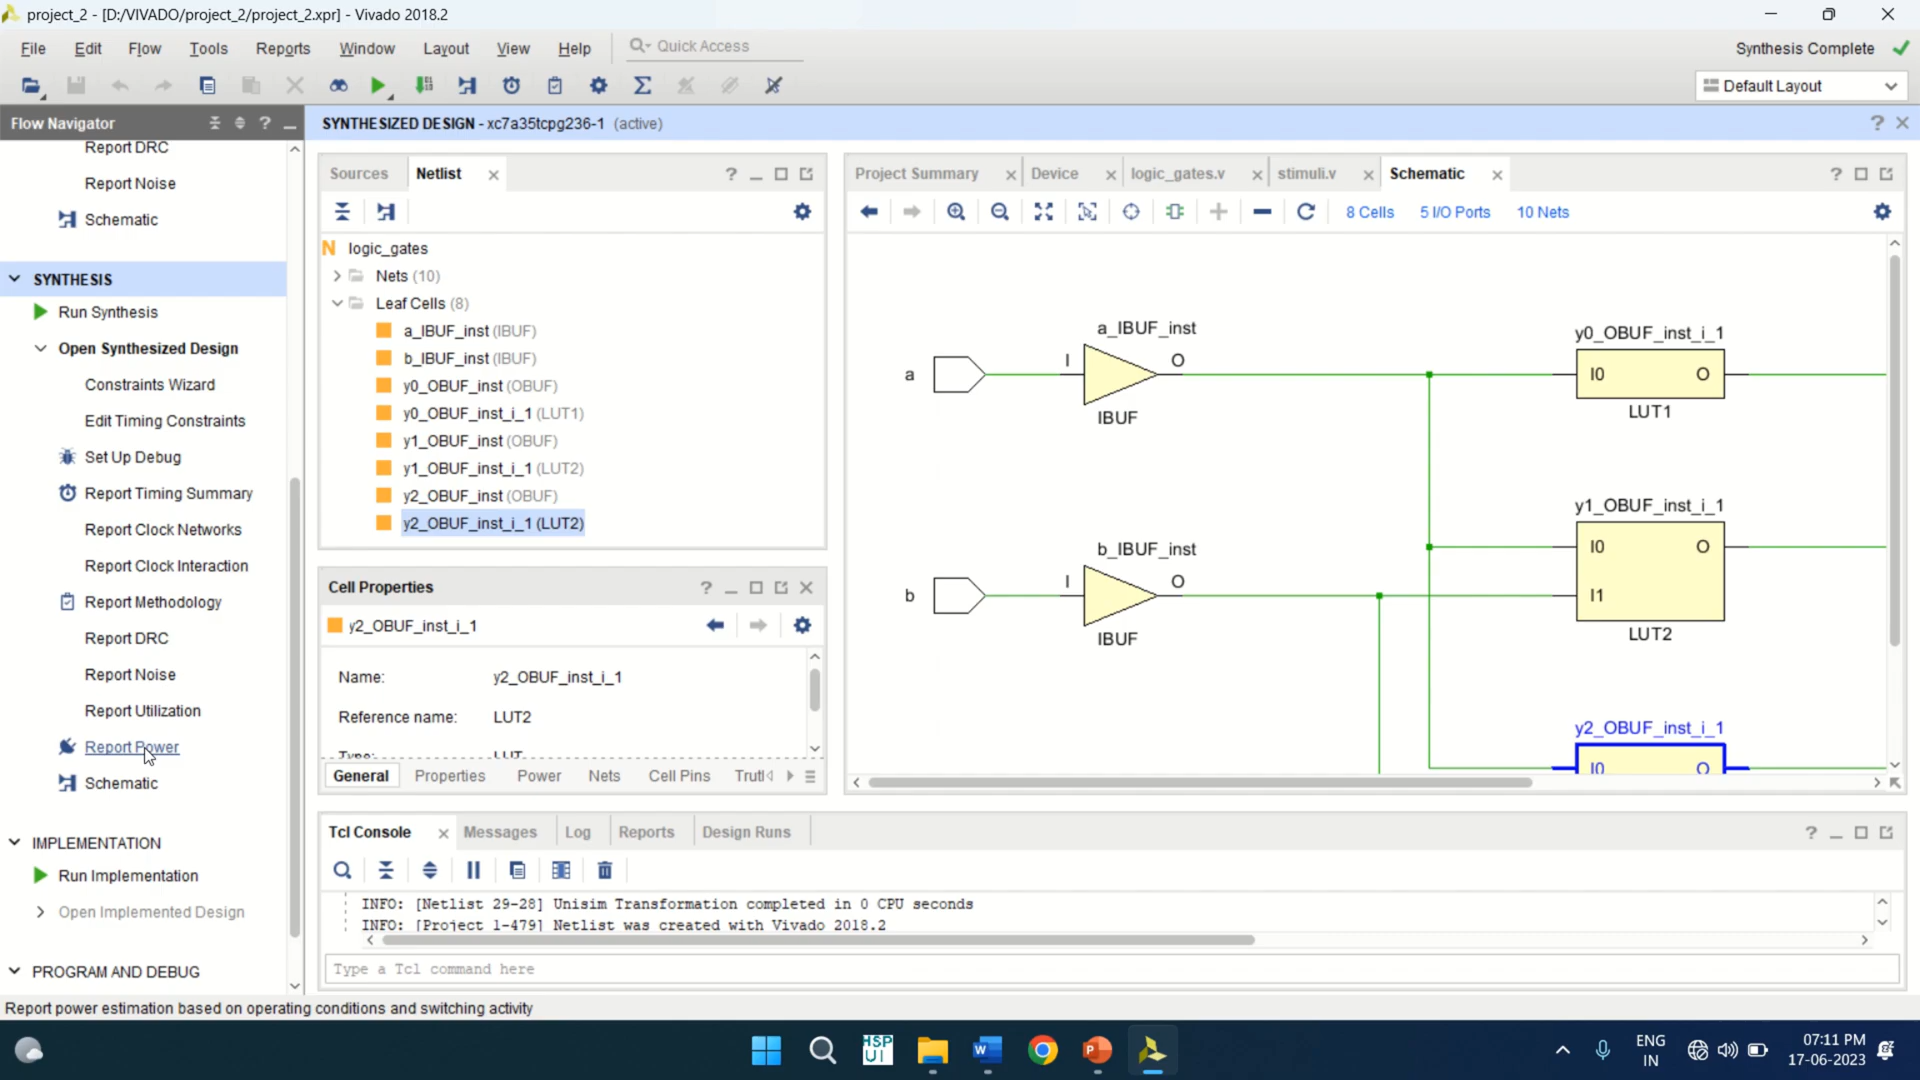 project_2 - [D:/VIVADO/project_2/project_2.xpr] - Vivado 2018.2
File Edit Flow Tools Reports Window Layout View Help Quick Access
Synthesis Complete
Default Layout
Flow Navigator
SYNTHESIZED DESIGN - xc7a35tcpg236-1 (active)
Report DRC
Report Noise
Schematic
SYNTHESIS
Run Synthesis
Open Synthesized Design
Constraints Wizard
Edit Timing Constraints
Set Up Debug
Report Timing Summary
Report Clock Networks
Report Clock Interaction
Report Methodology
Report DRC
Report Noise
Report Utilization
Report Power
Schematic
IMPLEMENTATION
Run Implementation
Open Implemented Design
PROGRAM AND DEBUG
Sources Netlist
logic_gates
Nets (10)
Leaf Cells (8)
a_IBUF_inst (IBUF)
b_IBUF_inst (IBUF)
y0_OBUF_inst (OBUF)
y0_OBUF_inst_i_1 (LUT1)
y1_OBUF_inst (OBUF)
y1_OBUF_inst_i_1 (LUT2)
y2_OBUF_inst (OBUF)
y2_OBUF_inst_i_1 (LUT2)
Cell Properties
y2_OBUF_inst_i_1
Name: y2_OBUF_inst_i_1
Reference name: LUT2
Type: LUT
General Properties Power Nets Cell Pins
Project Summary Device logic_gates.v stimuli.v Schematic
8 Cells 5 I/O Ports 10 Nets
a_IBUF_inst
a I O
IBUF
y0_OBUF_inst_i_1
I0 O
LUT1
b_IBUF_inst
b I O
IBUF
y1_OBUF_inst_i_1
I0 O
I1
LUT2
y2_OBUF_inst_i_1
I0 O
Tcl Console Messages Log Reports Design Runs
INFO: [Netlist 29-28] Unisim Transformation completed in 0 CPU seconds
INFO: [Project 1-479] Netlist was created with Vivado 2018.2
Type a Tcl command here
Report power estimation based on operating conditions and switching activity
HSP
UI
ENG
IN
07:11 PM
17-06-2023